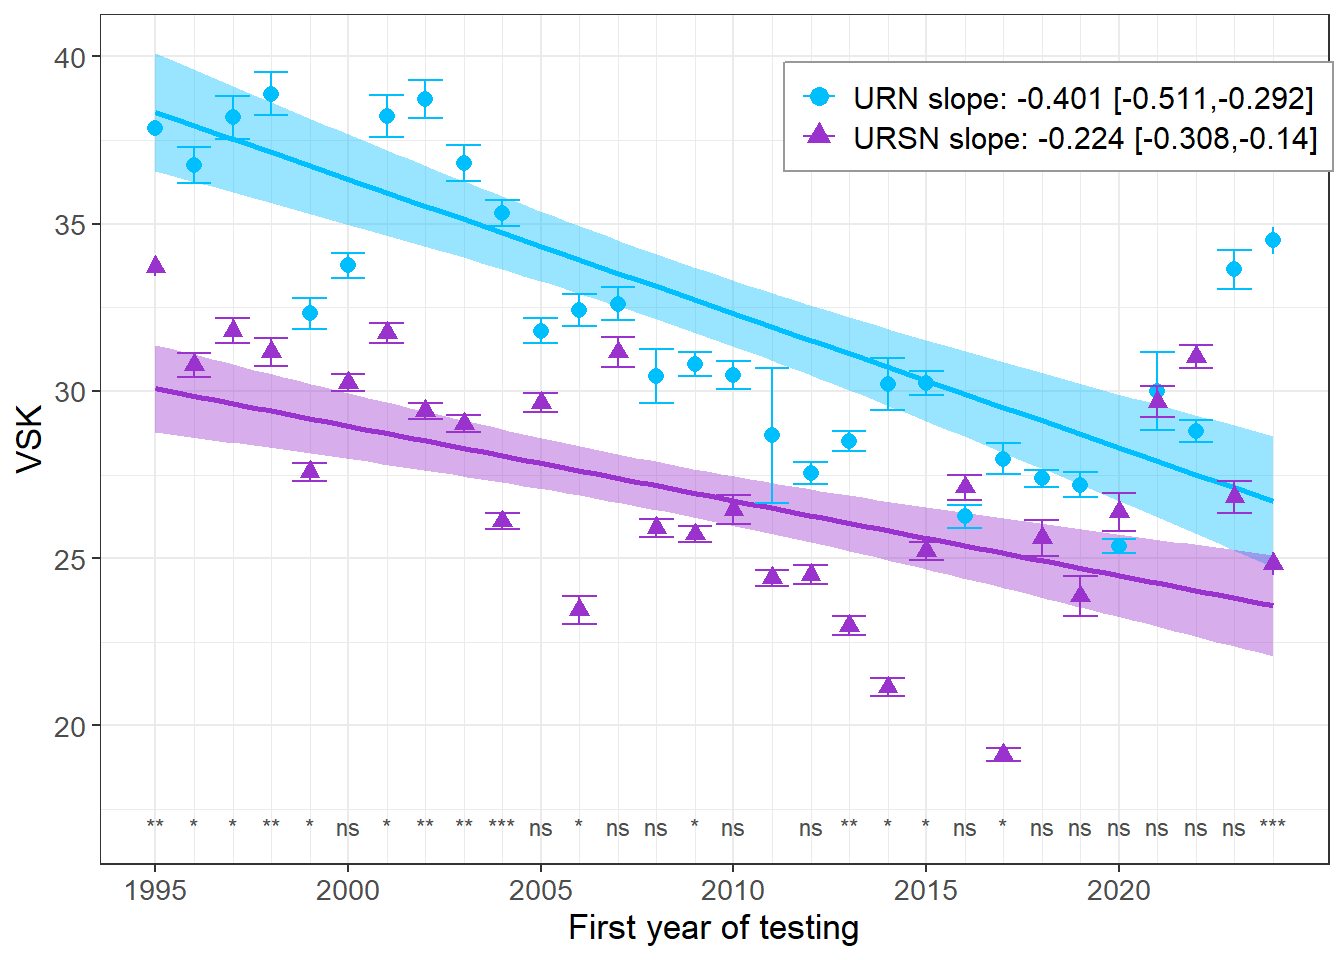 40
35
30
25
20
VSK
URN slope: -0.401 [-0.511,-0.292]
URSN slope: -0.224 [-0.308,-0.14]
** * * ** * ns * ** ** *** ns * ns ns * ns ns ** * * ns * ns ns ns ns ns ns ***
1995 2000 2005 2010 2015 2020
First year of testing